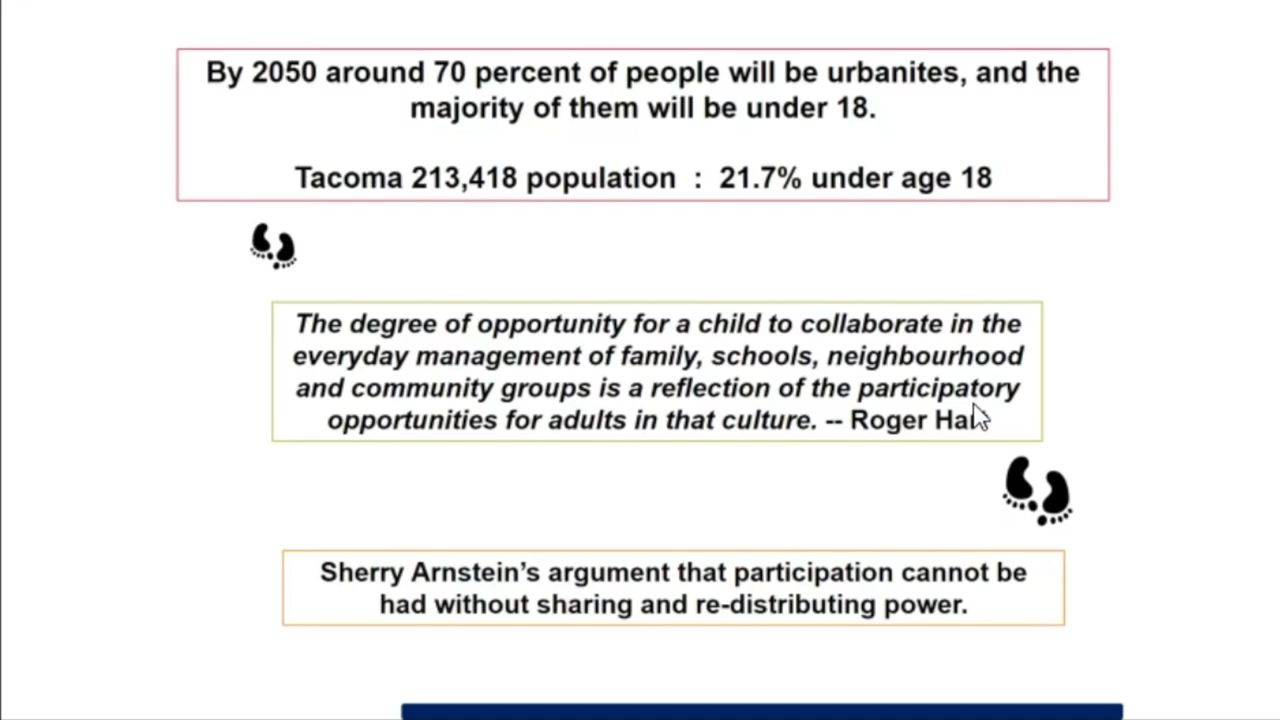 By 2050 around 70 percent of people will be urbanites, and the
majority of them will be under 18.
Tacoma 213,418 population : 21.7% under age 18
The degree of opportunity for a child to collaborate in the
everyday management of family, schools, neighbourhood
and community groups is a reflection of the participatory
opportunities for adults in that culture. -- Roger
Sherry Arnstein’s argument that participation cannot be
had without sharing and re-distributing power.